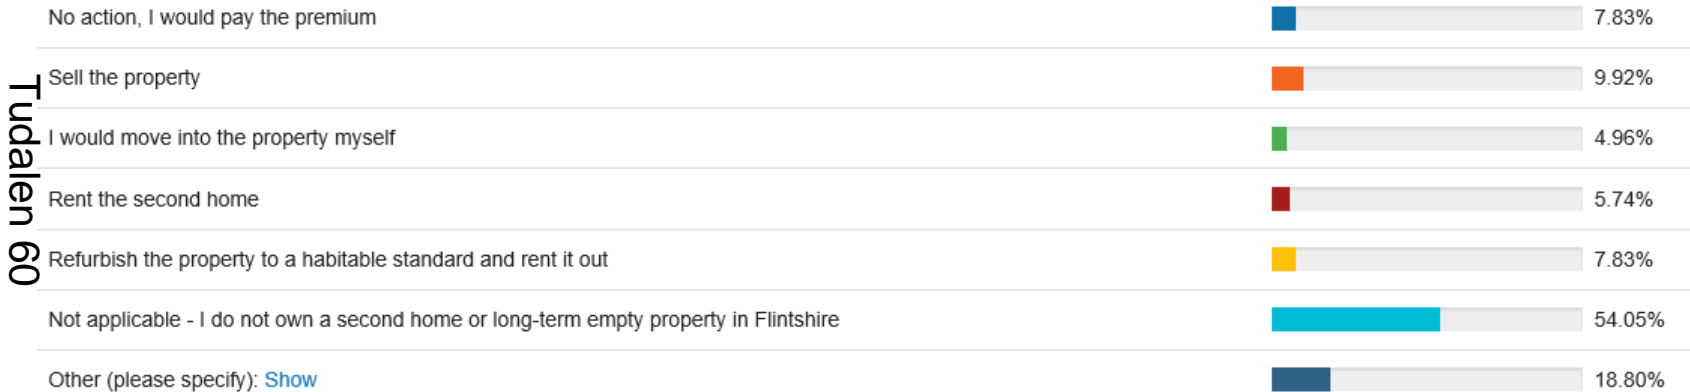 No action, I would pay the premium 7.83%
Sell the property 9.92%
I would move into the property myself 4.96%
Rent the second home 5.74%
Refurbish the property to a habitable standard and rent it out 7.83%
Not applicable - I do not own a second home or long-term empty property in Flintshire 54.05%
Other (please specify): Show 18.80%
Tudalen 60